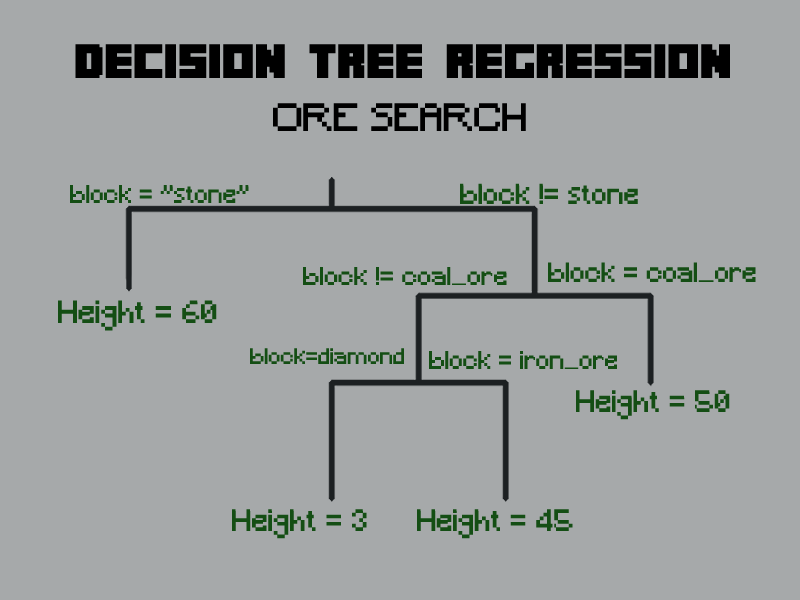 DECISION TREE REGRESSION
ORE SEARCH
block = "stone"
block != stone
block != coal_ore
block = coal_ore
Height = 60
block=diamond
block = iron_ore
Height = 50
Height = 3
Height = 45